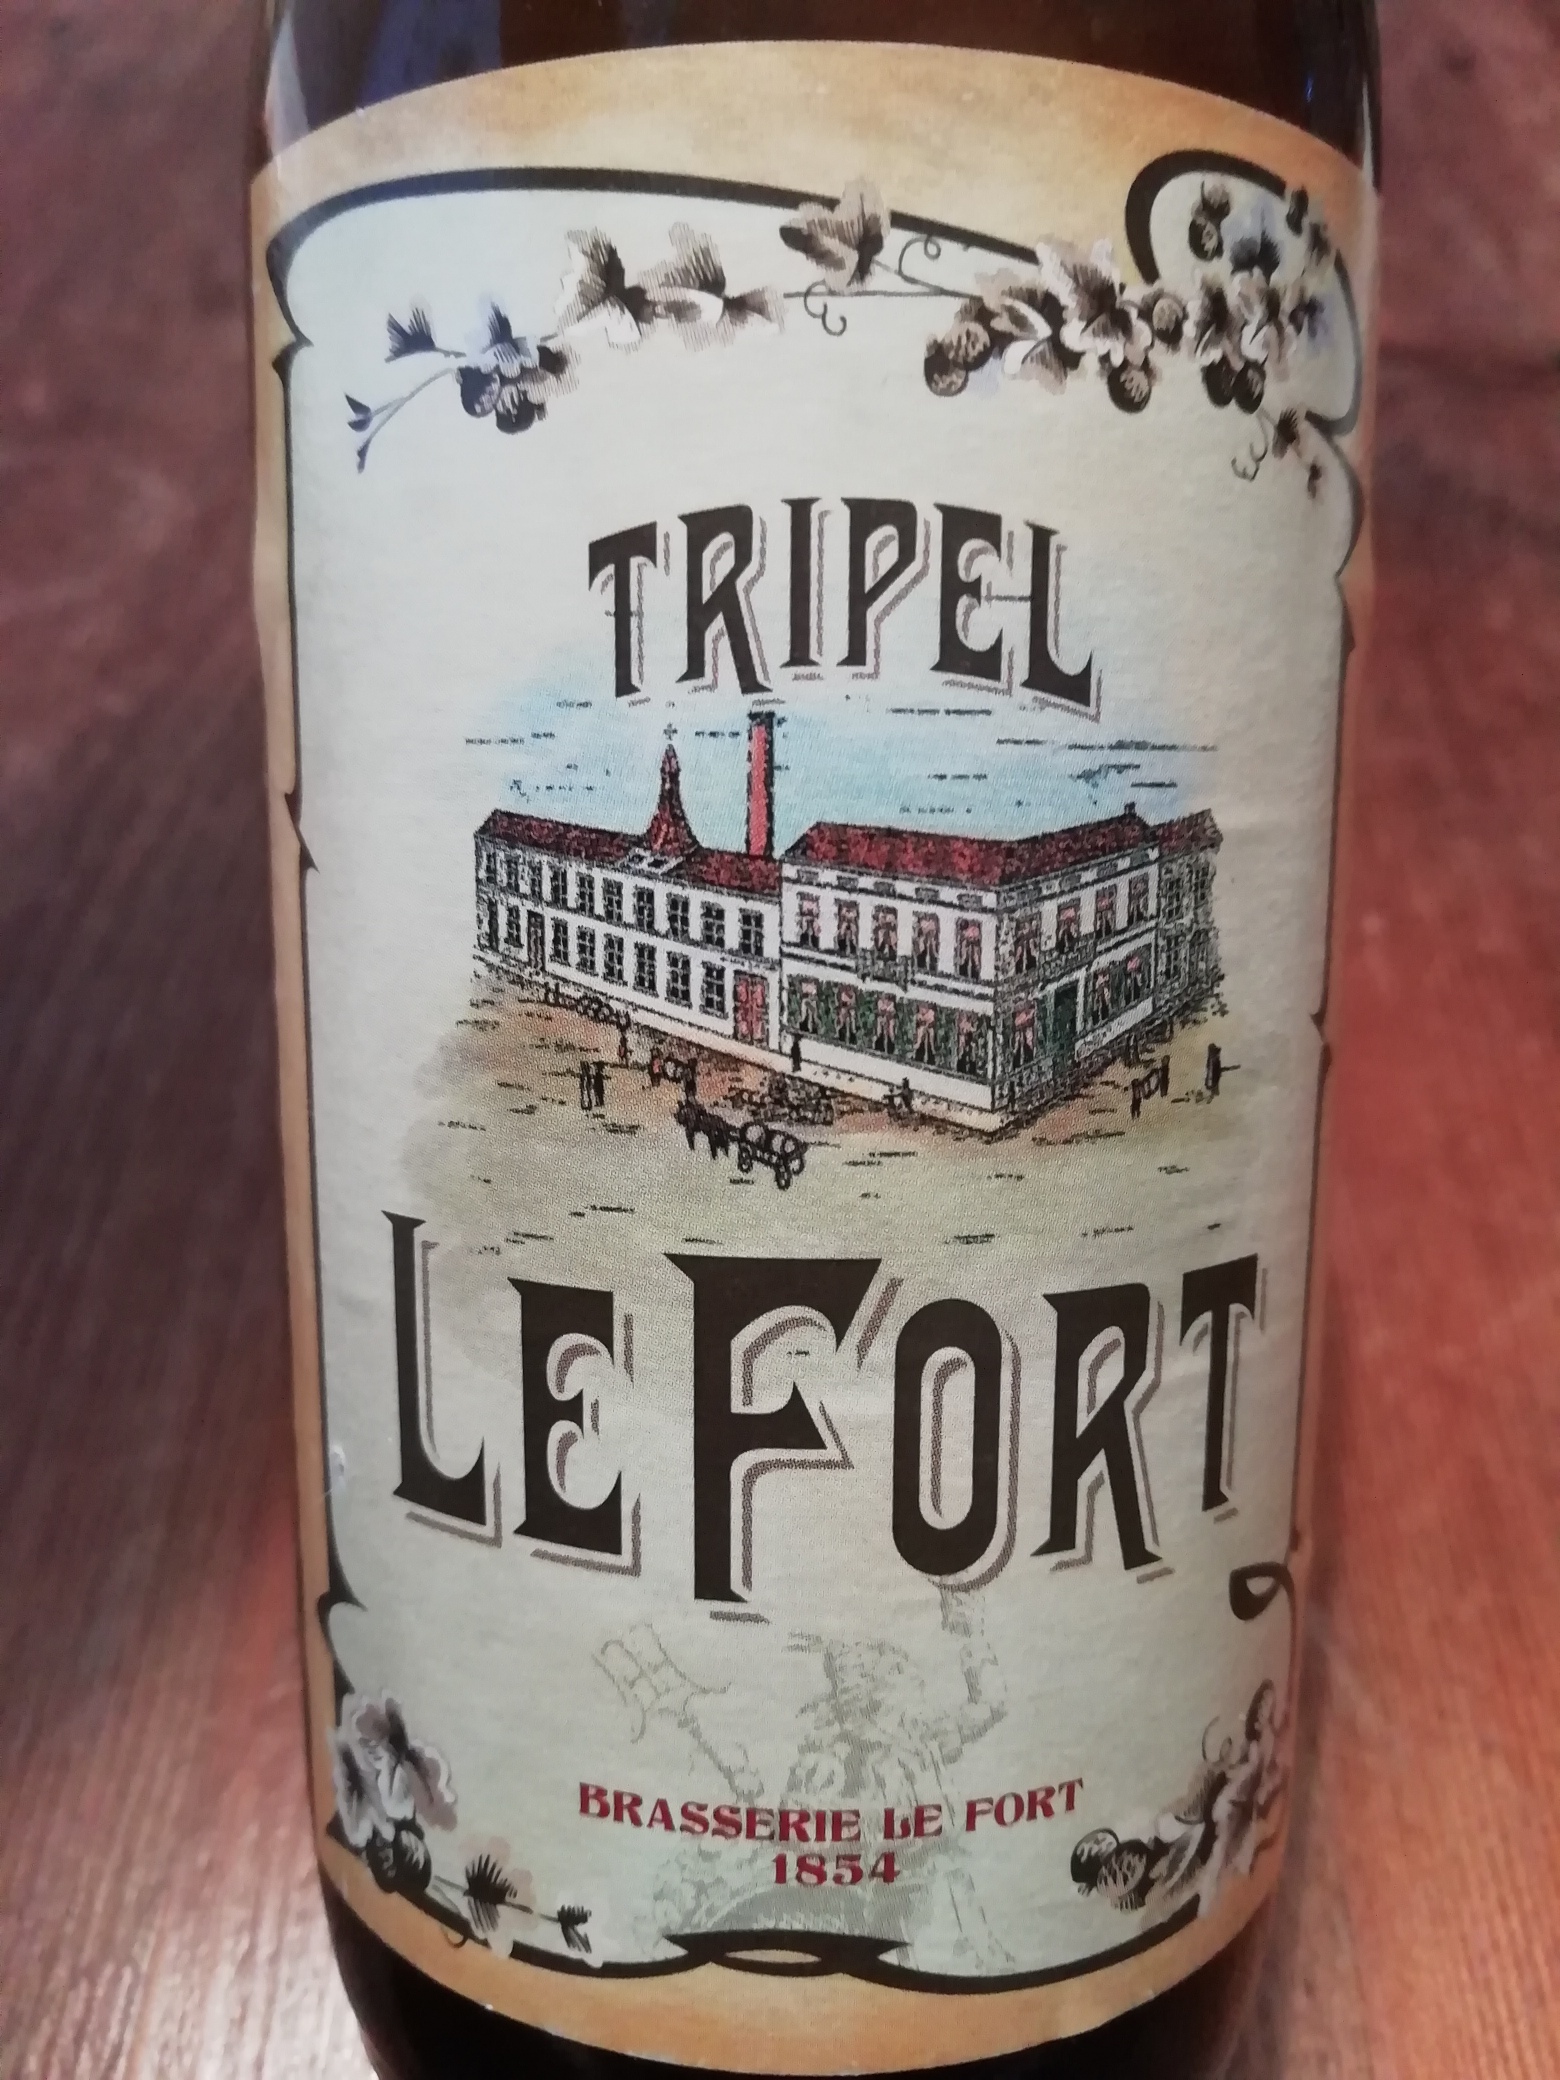 TRIPEL
LEFORT
BRASSERIE LE FORT
1854